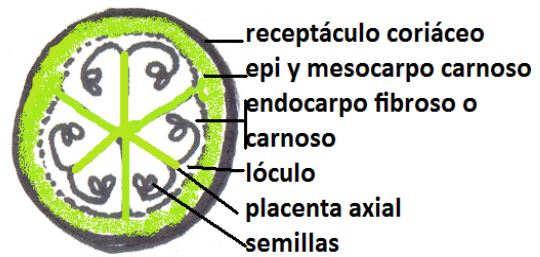 receptáculo coriáceo
epi y mesocarpo carnoso
endocarpo fibroso o
carnoso
lóculo
placenta axial
semillas